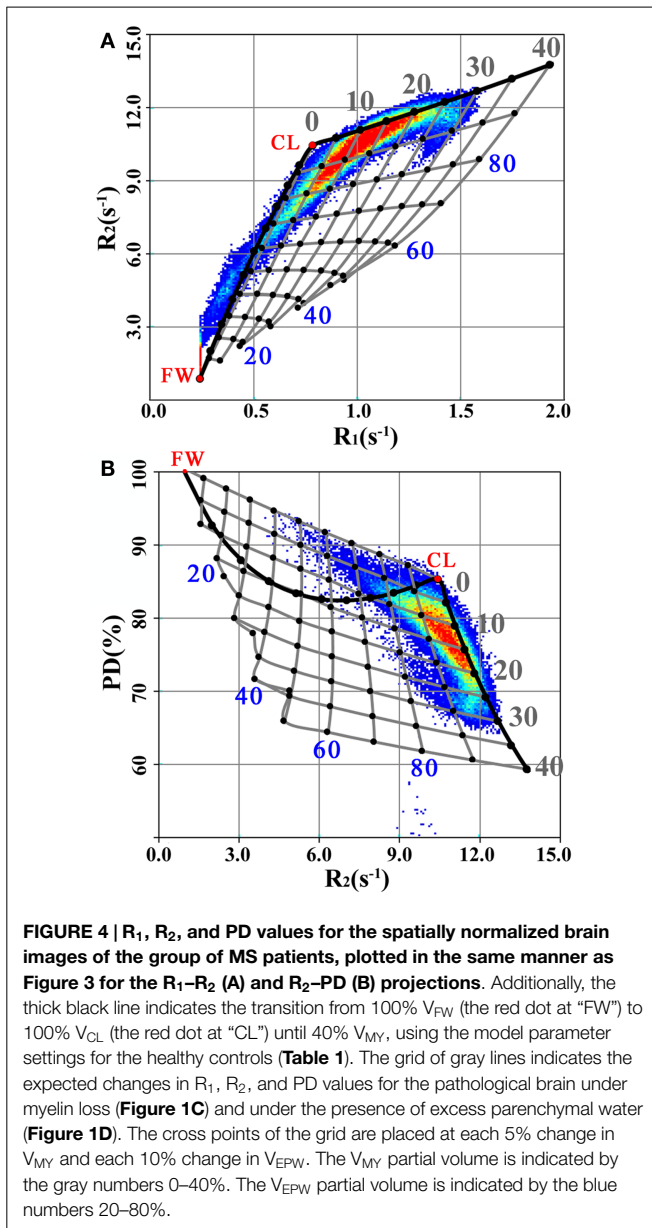 A
15.0
12.0
9.0
6.0
3.0
R₂(s⁻¹)
0
10
20
30
40
CL
80
60
40
20
FW
0.0 0.5 1.0 1.5 2.0
R₁(s⁻¹)
B
FW
100
90
80
70
60
PD(%)
CL
0
10
20
30
40
20
40
60
80
0.0 3.0 6.0 9.0 12.0 15.0
R₂(s⁻¹)
FIGURE 4 | R₁, R₂, and PD values for the spatially normalized brain
images of the group of MS patients, plotted in the same manner as
Figure 3 for the R₁–R₂ (A) and R₂–PD (B) projections. Additionally, the
thick black line indicates the transition from 100% V_FW (the red dot at “FW”) to
100% V_CL (the red dot at “CL”) until 40% V_MY, using the model parameter
settings for the healthy controls (Table 1). The grid of gray lines indicates the
expected changes in R₁, R₂, and PD values for the pathological brain under
myelin loss (Figure 1C) and under the presence of excess parenchymal water
(Figure 1D). The cross points of the grid are placed at each 5% change in
V_MY and each 10% change in V_EPW. The V_MY partial volume is indicated by
the gray numbers 0–40%. The V_EPW partial volume is indicated by the blue
numbers 20–80%.